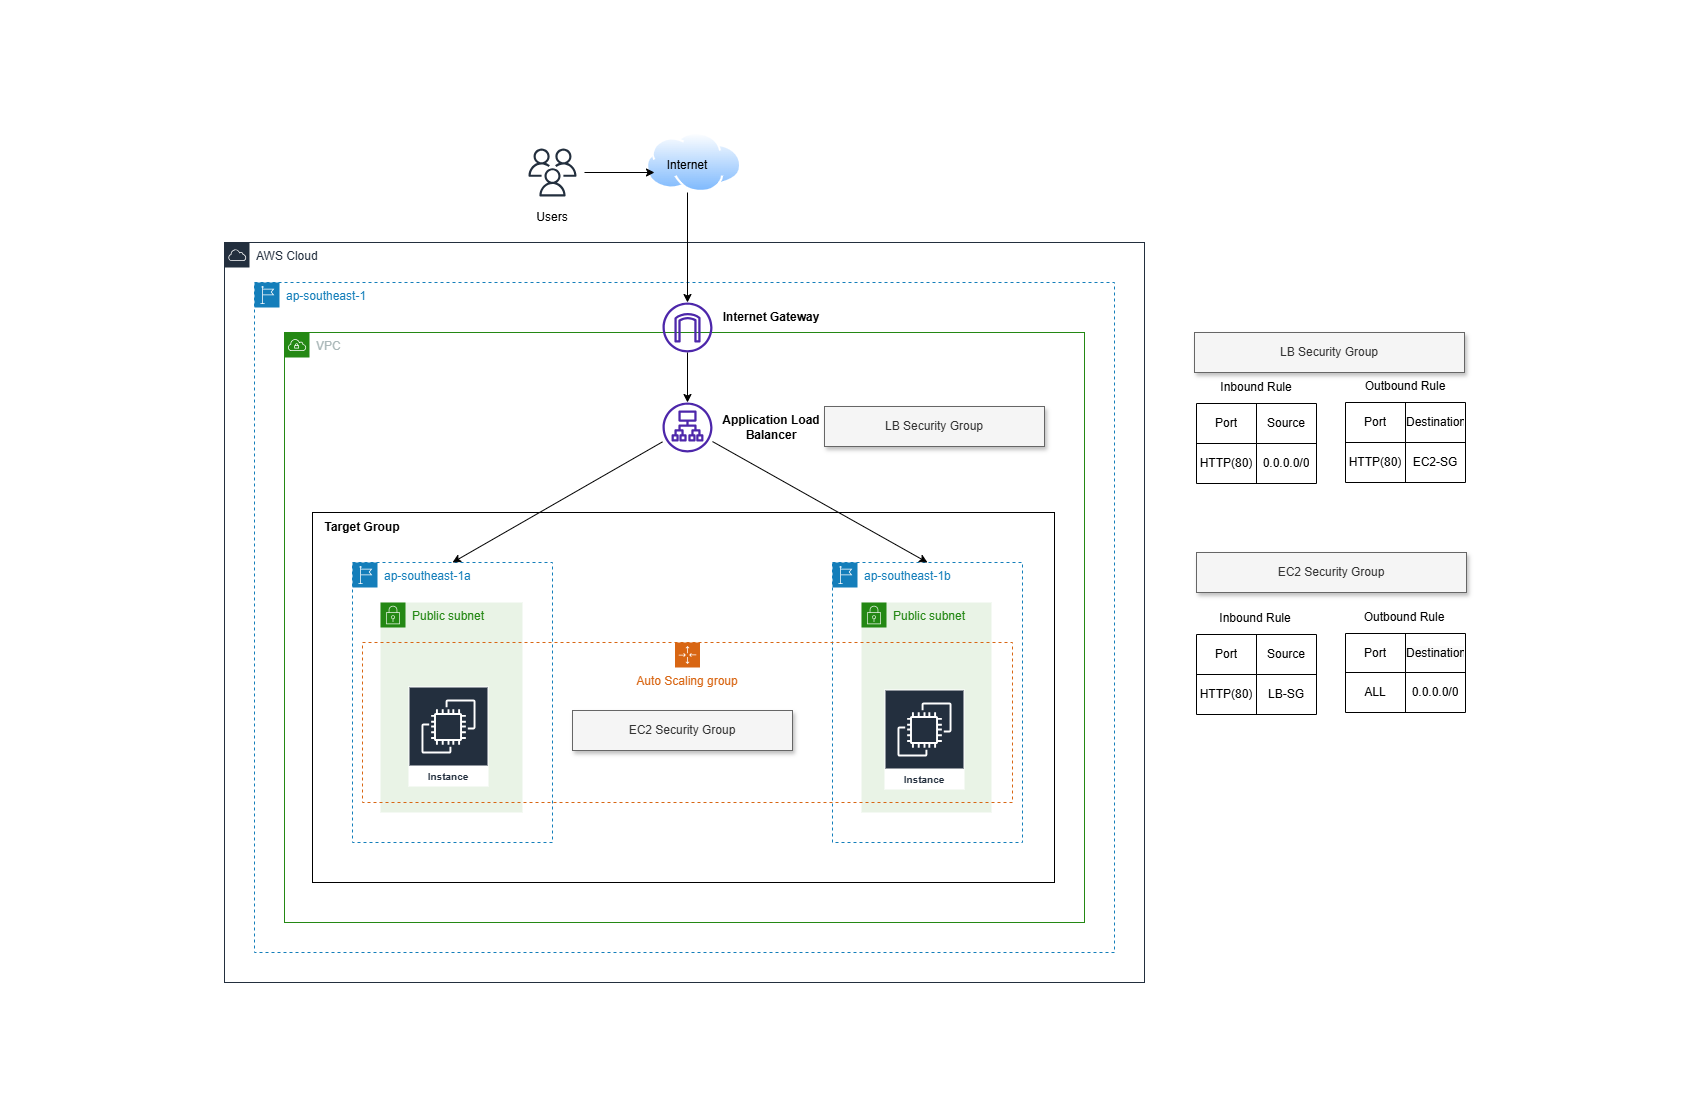 Internet
Users
AWS Cloud
ap-southeast-1
Internet Gateway
VPC
Application Load
Balancer
LB Security Group
Target Group
ap-southeast-1a
ap-southeast-1b
Public subnet
Public subnet
Auto Scaling group
EC2 Security Group
Instance
Instance
LB Security Group
Inbound Rule
Outbound Rule
Port Source
Port Destination
HTTP(80) 0.0.0.0/0
HTTP(80) EC2-SG
EC2 Security Group
Inbound Rule
Outbound Rule
Port Source
Port Destination
HTTP(80) LB-SG
ALL 0.0.0.0/0